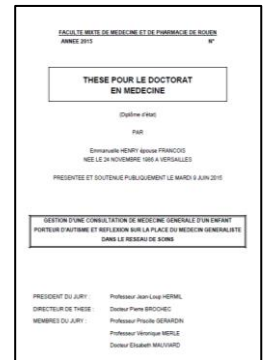 FACULTE MIXTE DE MEDECINE ET DE PHARMACIE DE ROUEN
ANNEE 2015 N°
THESE POUR LE DOCTORAT
EN MEDECINE
(Diplôme d'état)
PAR
Emmanuelle HENRY épouse FRANCOIS
NEE LE 24 NOVEMBRE 1986 A VERSAILLES
PRESENTEE ET SOUTENUE PUBLIQUEMENT LE MARDI 9 JUIN 2015
GESTION D'UNE CONSULTATION DE MEDECINE GENERALE D'UN ENFANT
PORTEUR D'AUTISME ET REFLEXION SUR LA PLACE DU MEDECIN GENERALISTE
DANS LE RESEAU DE SOINS
PRESIDENT DU JURY : Professeur Jean-Loup HERMIL
DIRECTEUR DE THESE : Docteur Pierre BROCHEC
MEMBRES DU JURY : Professeur Priscille GERARDIN
Professeur Véronique MERLE
Docteur Elisabeth MAUVIARD